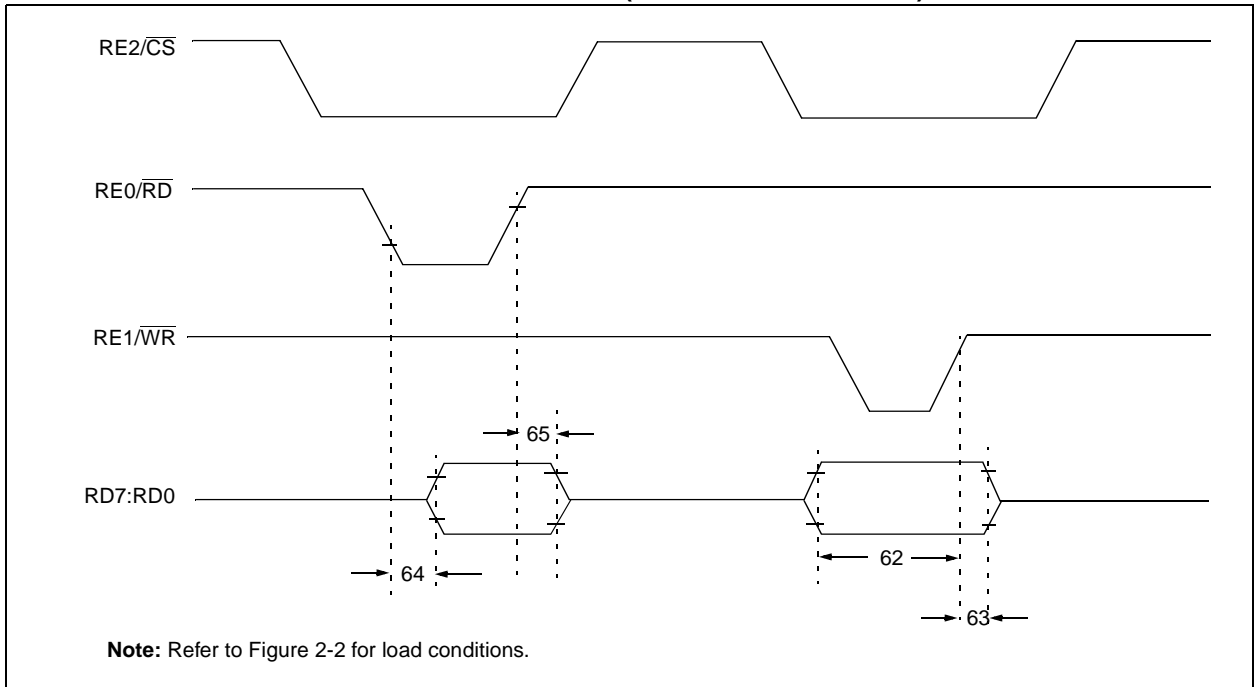 RE2/CS
RE0/RD
RE1/WR
65
RD7:RD0
62
64
63
Note: Refer to Figure 2-2 for load conditions.